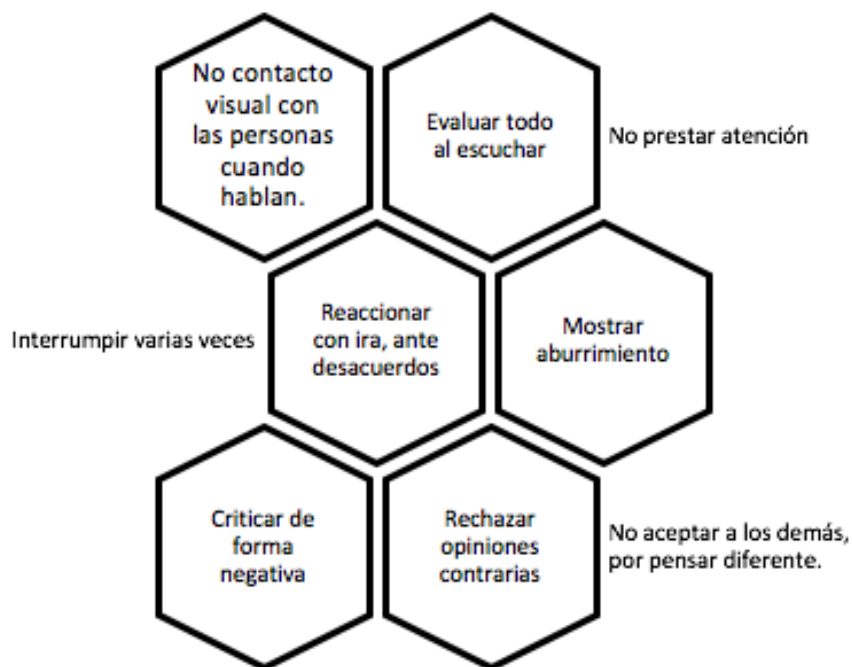 No contacto
visual con
las personas
cuando
hablan.
Evaluar todo
al escuchar
No prestar atención
Interrumpir varias veces
Reaccionar
con ira, ante
desacuerdos
Mostrar
aburrimiento
Criticar de
forma
negativa
Rechazar
opiniones
contrarias
No aceptar a los demás,
por pensar diferente.